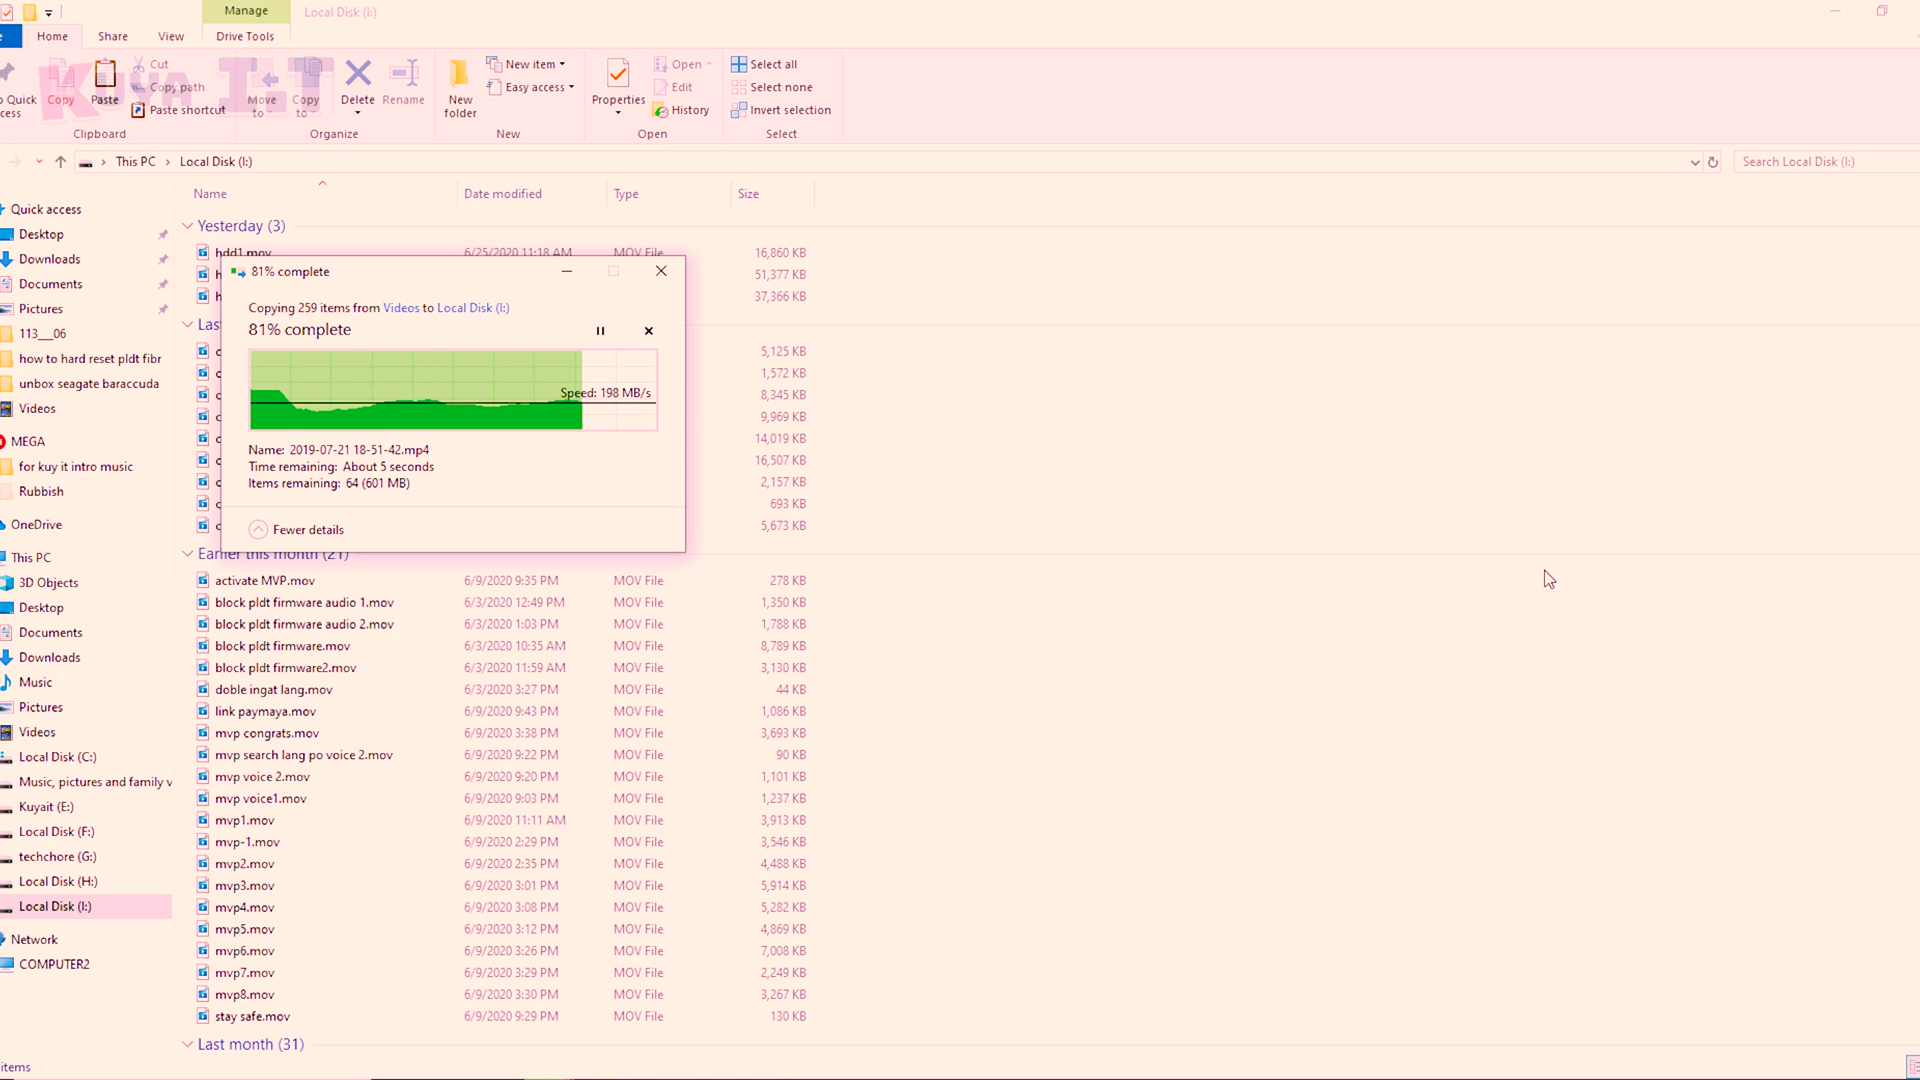 Manage
Local Disk (I:)
Home
Share
View
Drive Tools
KUYA I.T
Cut
Copy path
Paste shortcut
Copy
Paste
Move to
Copy to
Delete
Rename
New folder
New item
Easy access
Properties
Open
Edit
History
Select all
Select none
Invert selection
Quick
cess
Clipboard
Organize
New
Open
Select
This PC
Local Disk (I:)
Search Local Disk (I:)
Name
Date modified
Type
Size
Quick access
Desktop
Downloads
Documents
Pictures
113___06
how to hard reset pldt fibr
unbox seagate baraccuda
Videos
MEGA
for kuy it intro music
Rubbish
OneDrive
This PC
3D Objects
Desktop
Documents
Downloads
Music
Pictures
Videos
Local Disk (C:)
Music, pictures and family v
Kuyait (E:)
Local Disk (F:)
techchore (G:)
Local Disk (H:)
Local Disk (I:)
Network
COMPUTER2
items
Yesterday (3)
hdd1.mov 6/25/2020 11:18 AM MOV File 16,860 KB
h 51,377 KB
h 37,366 KB
Las
c 5,125 KB
c 1,572 KB
c 8,345 KB
c 9,969 KB
c 14,019 KB
c 16,507 KB
c 2,157 KB
c 693 KB
c 5,673 KB
81% complete
Copying 259 items from Videos to Local Disk (I:)
81% complete
Speed: 198 MB/s
Name: 2019-07-21 18-51-42.mp4
Time remaining: About 5 seconds
Items remaining: 64 (601 MB)
Fewer details
Earlier this month (21)
activate MVP.mov 6/9/2020 9:35 PM MOV File 278 KB
block pldt firmware audio 1.mov 6/3/2020 12:49 PM MOV File 1,350 KB
block pldt firmware audio 2.mov 6/3/2020 1:03 PM MOV File 1,788 KB
block pldt firmware.mov 6/3/2020 10:35 AM MOV File 8,789 KB
block pldt firmware2.mov 6/3/2020 11:59 AM MOV File 3,130 KB
doble ingat lang.mov 6/3/2020 3:27 PM MOV File 44 KB
link paymaya.mov 6/9/2020 9:43 PM MOV File 1,086 KB
mvp congrats.mov 6/9/2020 3:38 PM MOV File 3,693 KB
mvp search lang po voice 2.mov 6/9/2020 9:22 PM MOV File 90 KB
mvp voice 2.mov 6/9/2020 9:20 PM MOV File 1,101 KB
mvp voice1.mov 6/9/2020 9:03 PM MOV File 1,237 KB
mvp1.mov 6/9/2020 11:11 AM MOV File 3,913 KB
mvp-1.mov 6/9/2020 2:29 PM MOV File 3,546 KB
mvp2.mov 6/9/2020 2:35 PM MOV File 4,488 KB
mvp3.mov 6/9/2020 3:01 PM MOV File 5,914 KB
mvp4.mov 6/9/2020 3:08 PM MOV File 5,282 KB
mvp5.mov 6/9/2020 3:12 PM MOV File 4,869 KB
mvp6.mov 6/9/2020 3:26 PM MOV File 7,008 KB
mvp7.mov 6/9/2020 3:29 PM MOV File 2,249 KB
mvp8.mov 6/9/2020 3:30 PM MOV File 3,267 KB
stay safe.mov 6/9/2020 9:29 PM MOV File 130 KB
Last month (31)